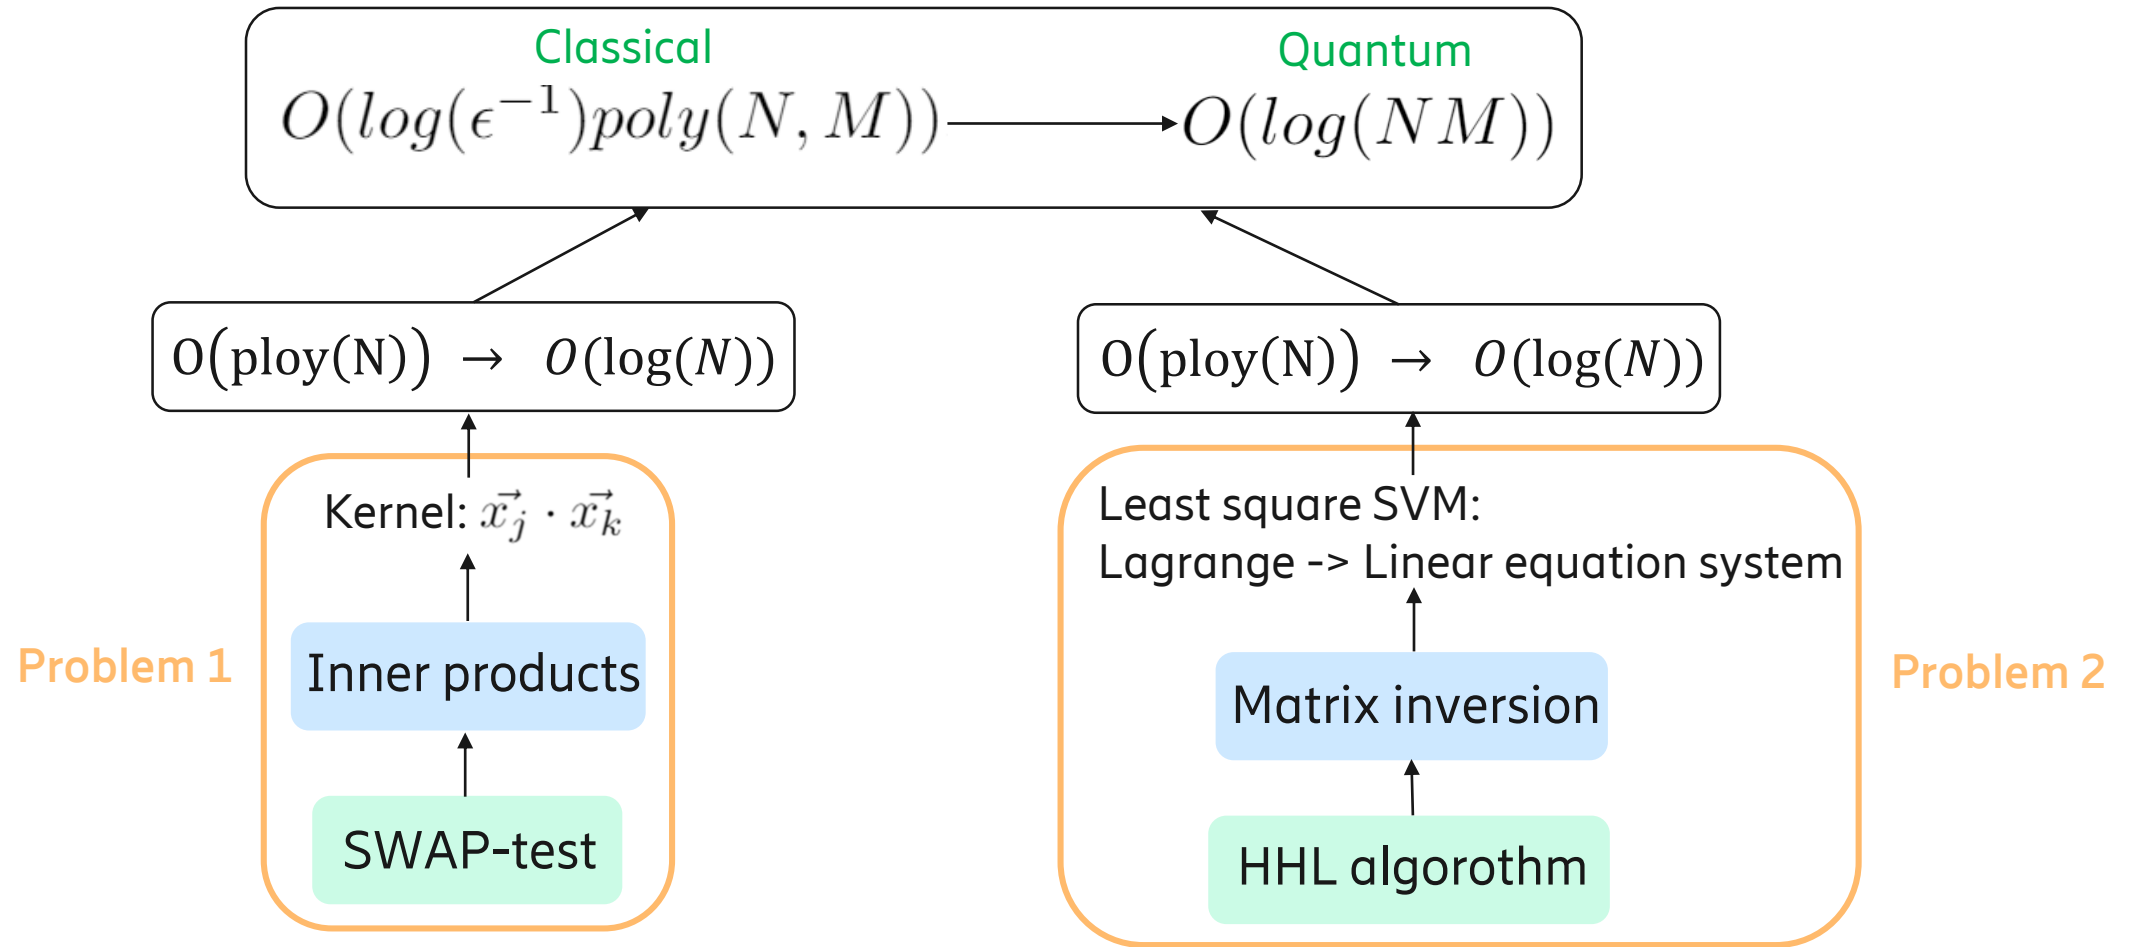 Classical
Quantum
O(log(ϵ⁻¹)poly(N, M))
O(log(NM))
O(ploy(N)) → O(log(N))
O(ploy(N)) → O(log(N))
Kernel: x⃗ⱼ · x⃗ₖ
Least square SVM:
Lagrange -> Linear equation system
Problem 1
Inner products
Matrix inversion
Problem 2
SWAP-test
HHL algorothm